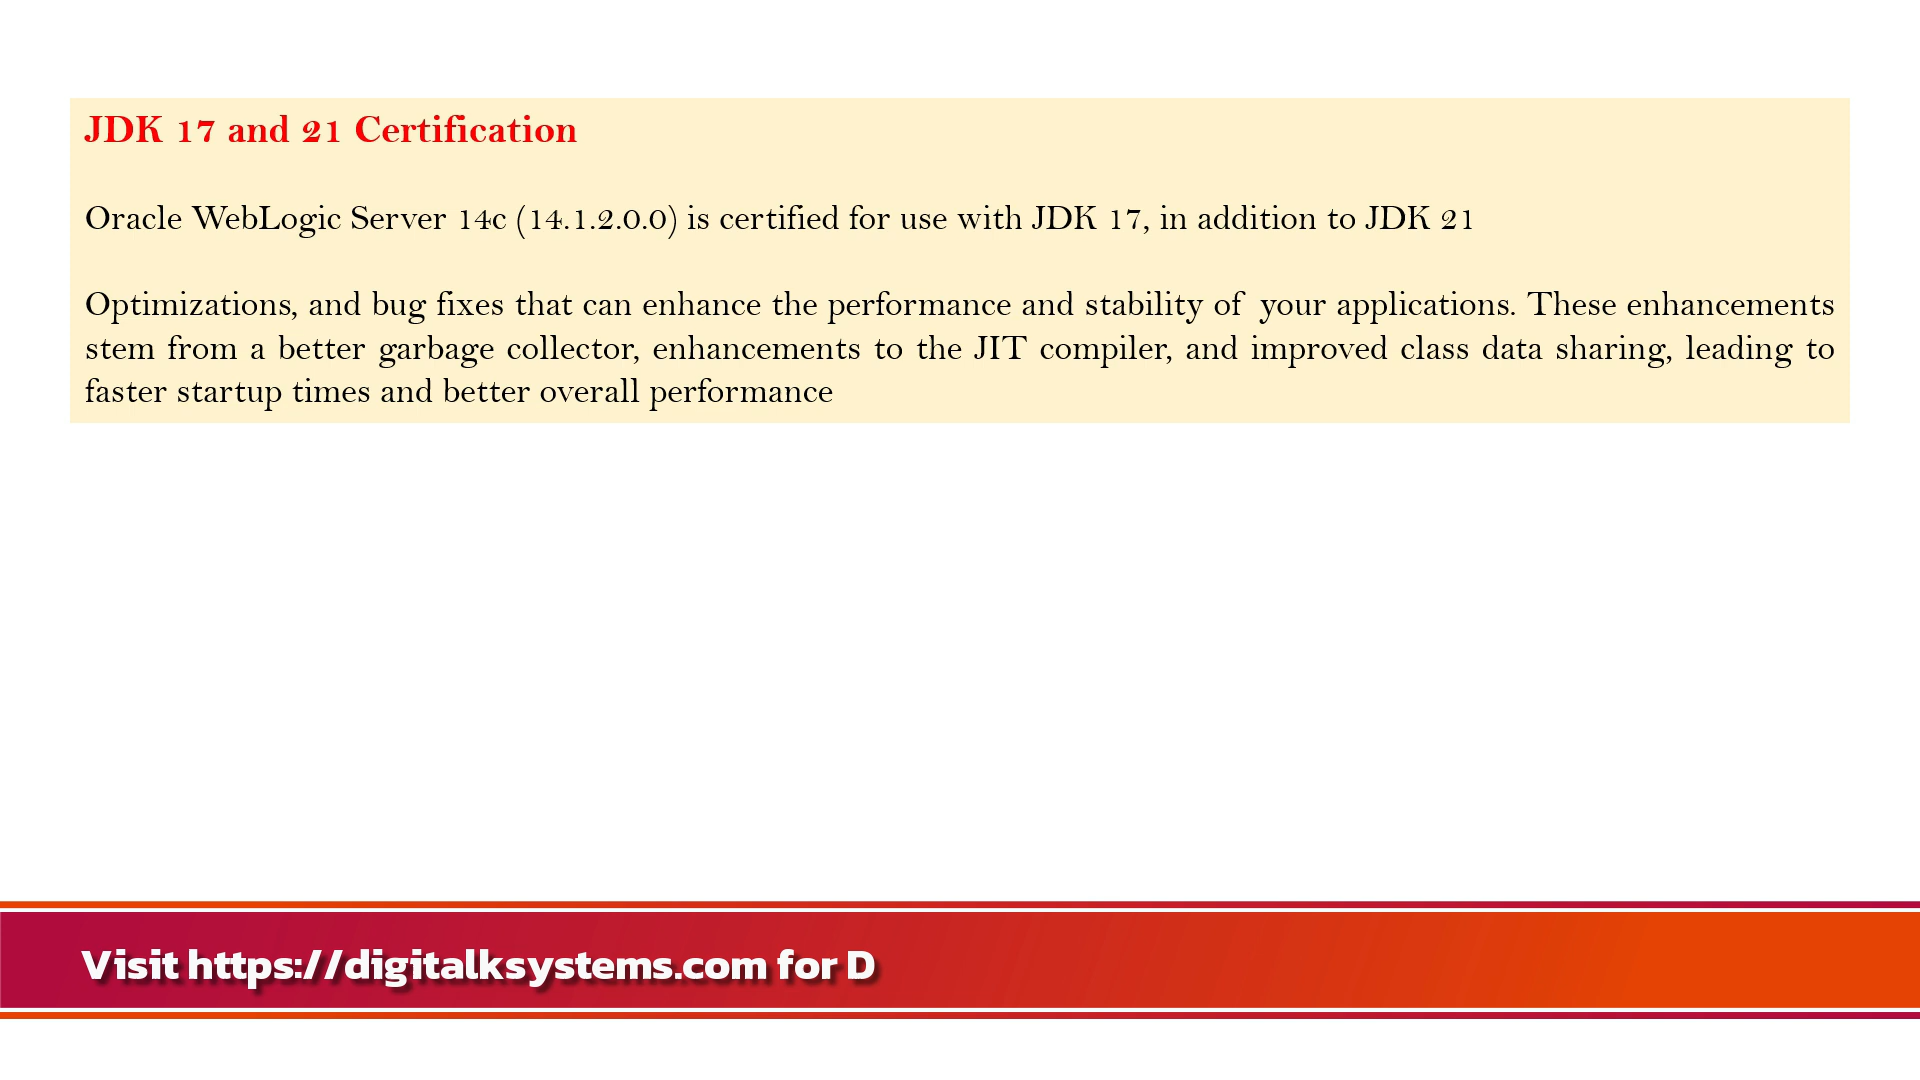 JDK 17 and 21 Certification
Oracle WebLogic Server 14c (14.1.2.0.0) is certified for use with JDK 17, in addition to JDK 21
Optimizations, and bug fixes that can enhance the performance and stability of your applications. These enhancements
stem from a better garbage collector, enhancements to the JIT compiler, and improved class data sharing, leading to
faster startup times and better overall performance
Visit https://digitalksystems.com for D